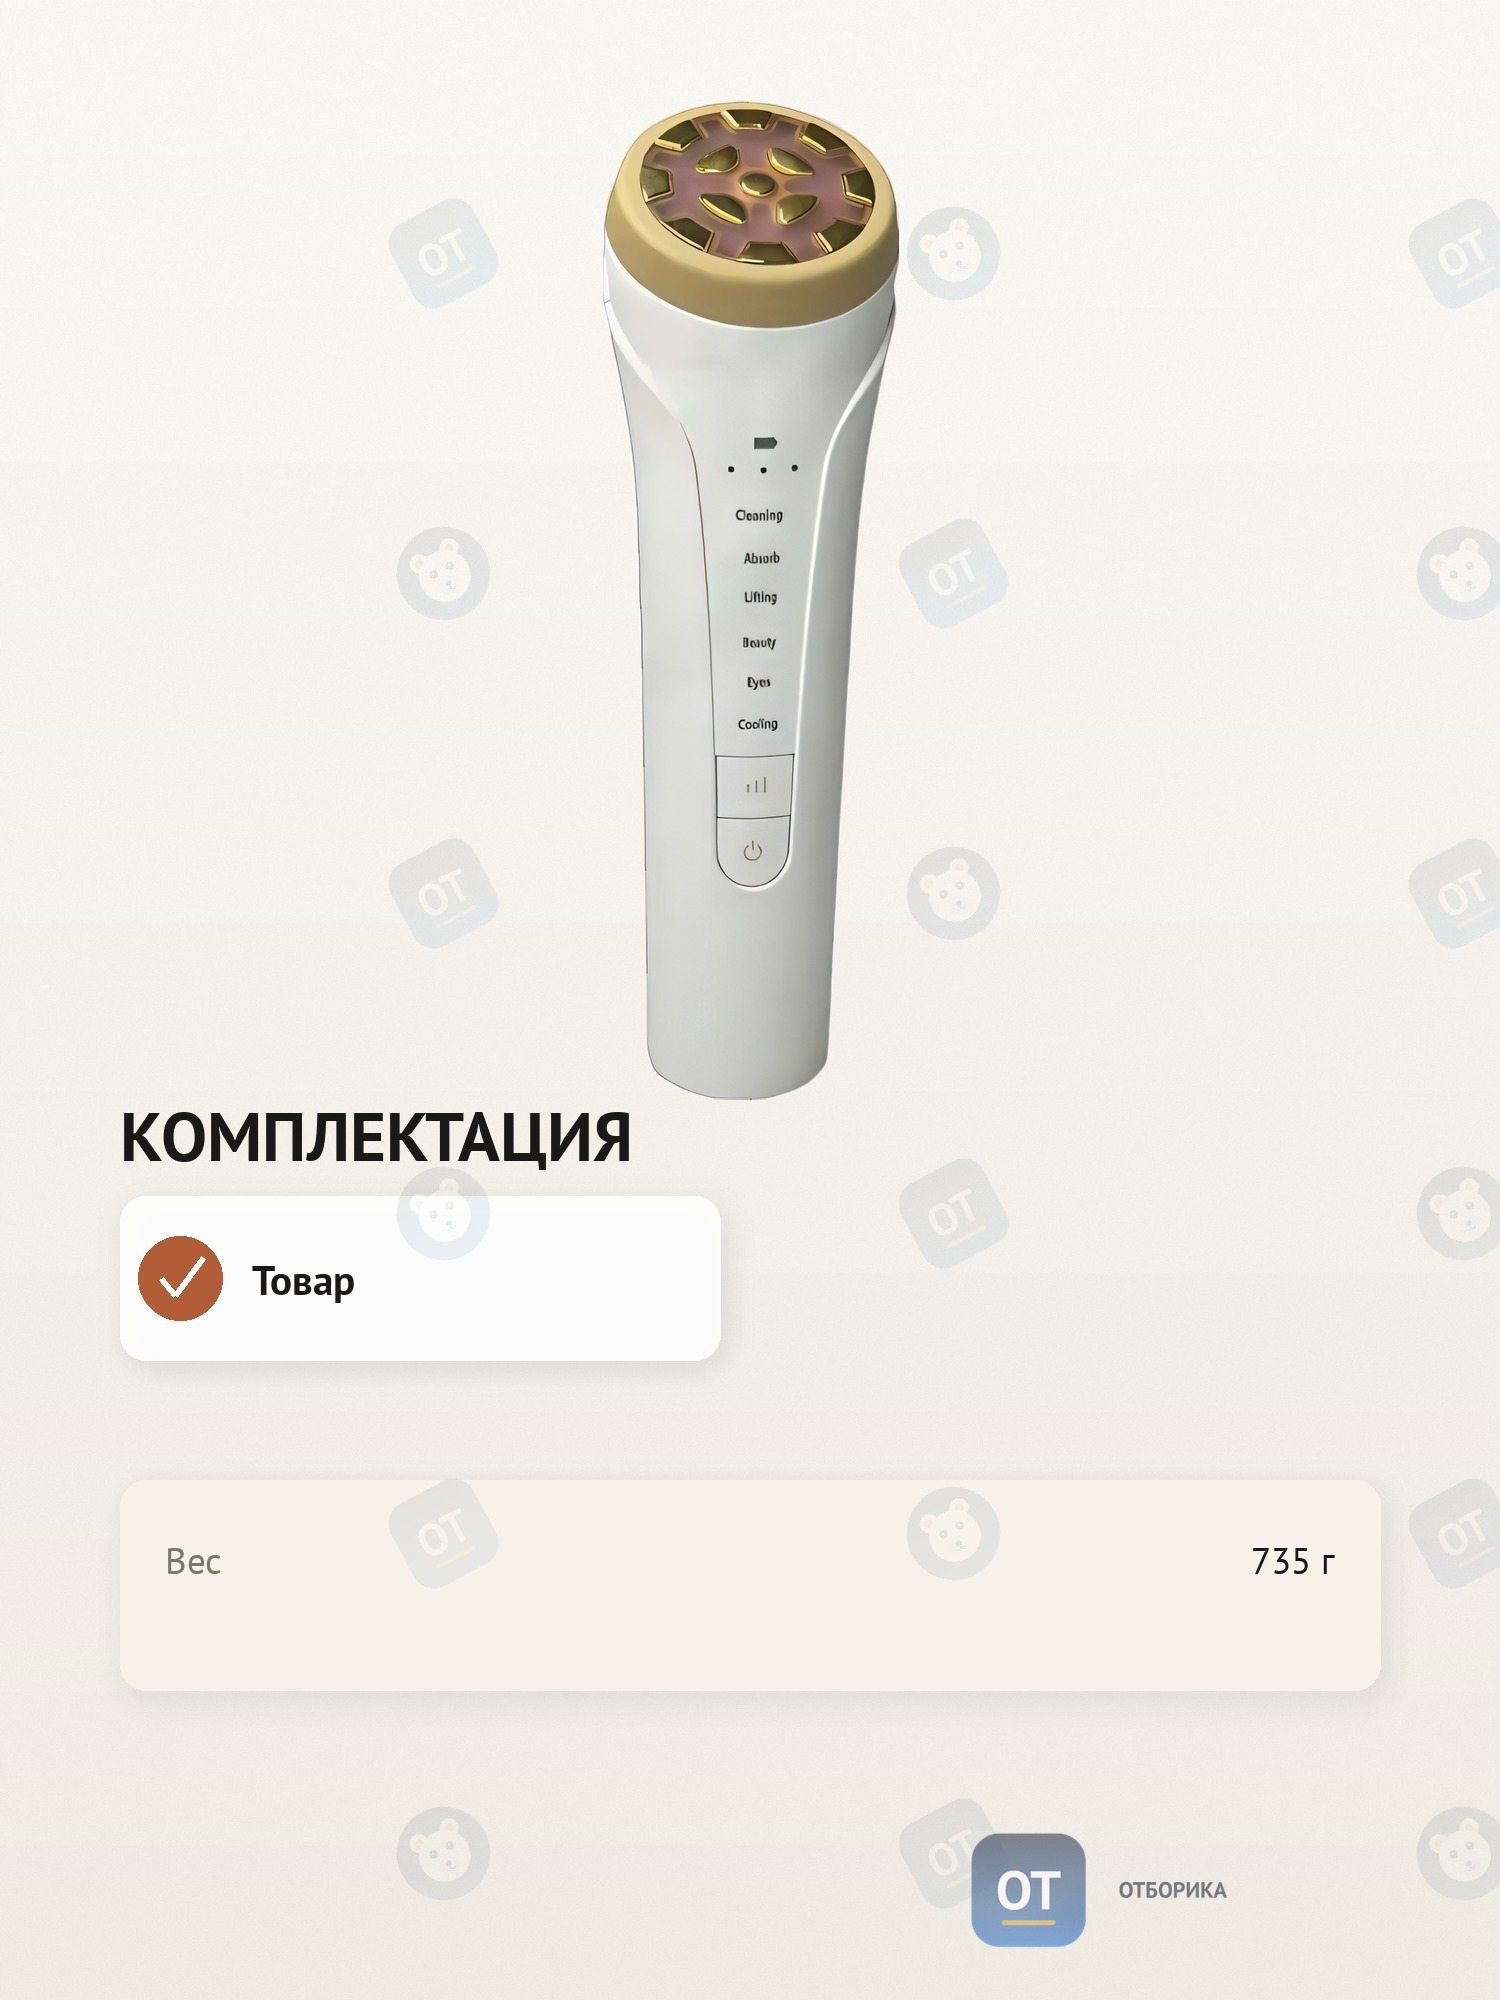 Cleaning
Absorb
Lifting
Beauty
Eyes
Cooling
КОМПЛЕКТАЦИЯ
Товар
Вес 735 г
ОТ ОТБОРИКА